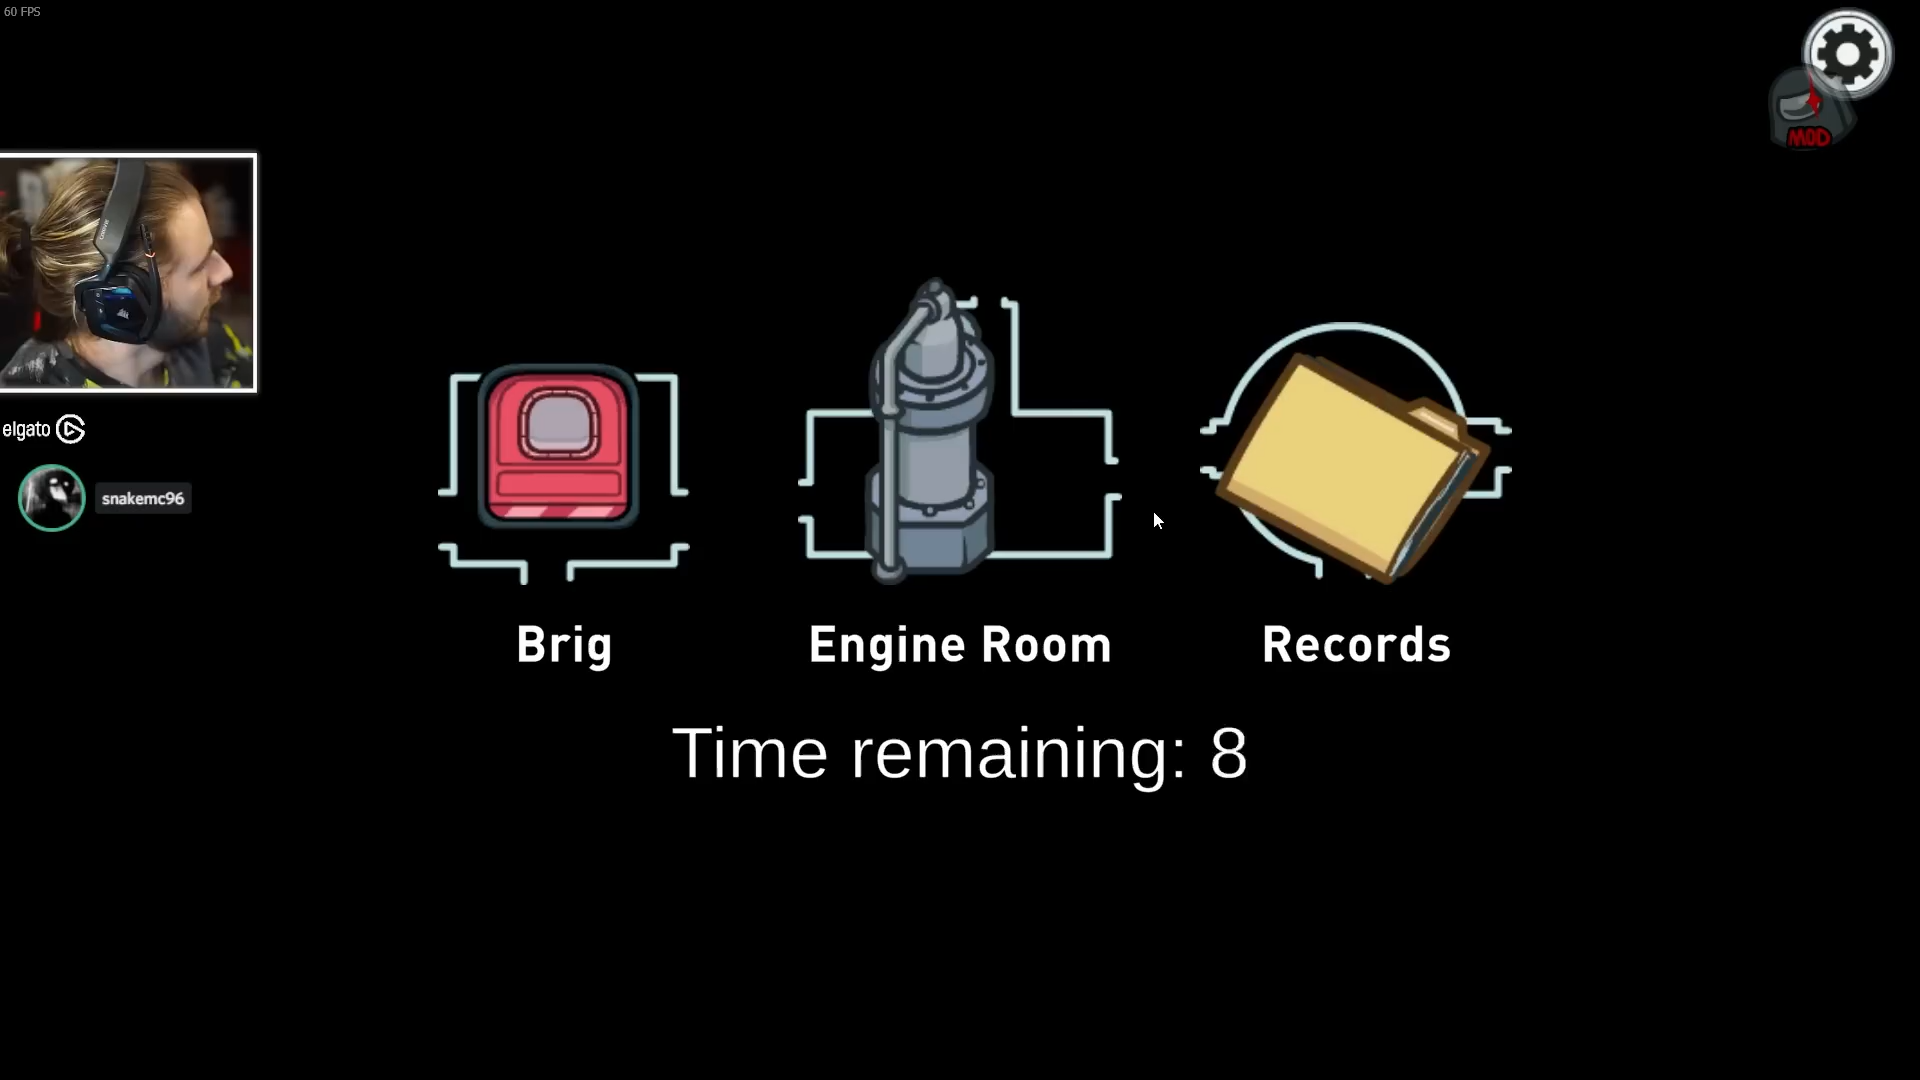 60 FPS
MOD
elgato
snakemc96
Brig
Engine Room
Records
Time remaining: 8